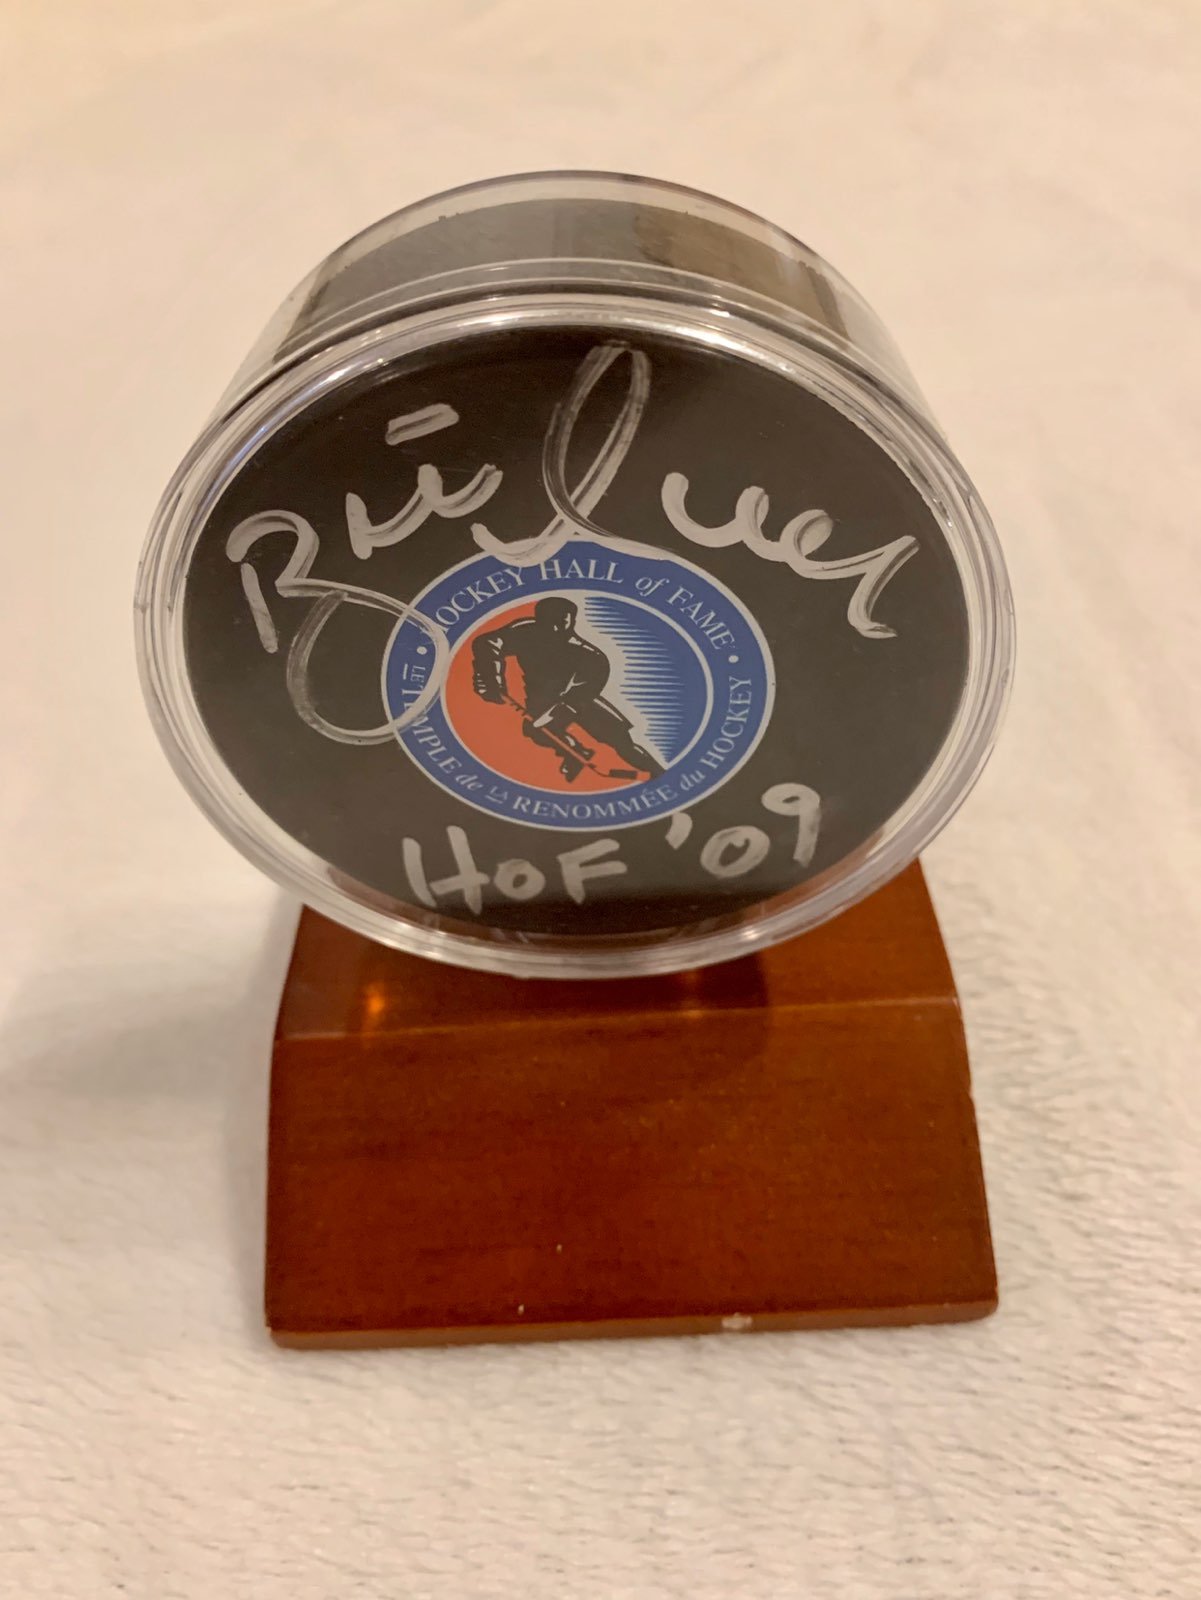 HOCKEY HALL of FAME
• LE TEMPLE de LA RENOMMÉE du HOCKEY •
HOF '09